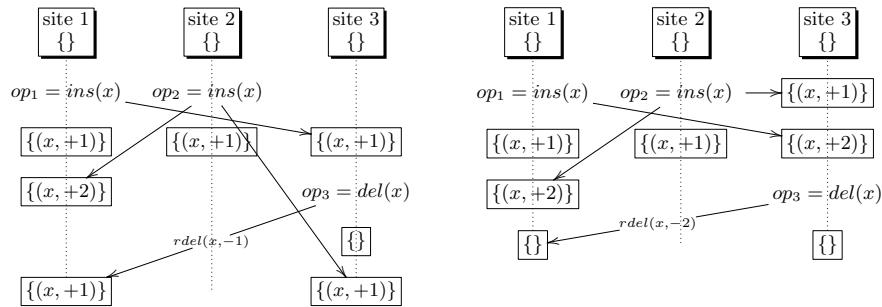 site 1
{}
site 2
{}
site 3
{}
op₁ = ins(x)
op₂ = ins(x)
{(x, +1)}
{(x, +1)}
{(x, +1)}
{(x, +2)}
op₃ = del(x)
rdel(x,−1)
{}
{(x, +1)}
{(x, +1)}
site 1
{}
site 2
{}
site 3
{}
op₁ = ins(x)
op₂ = ins(x)
{(x, +1)}
{(x, +1)}
{(x, +1)}
{(x, +2)}
{(x, +2)}
op₃ = del(x)
rdel(x,−2)
{}
{}